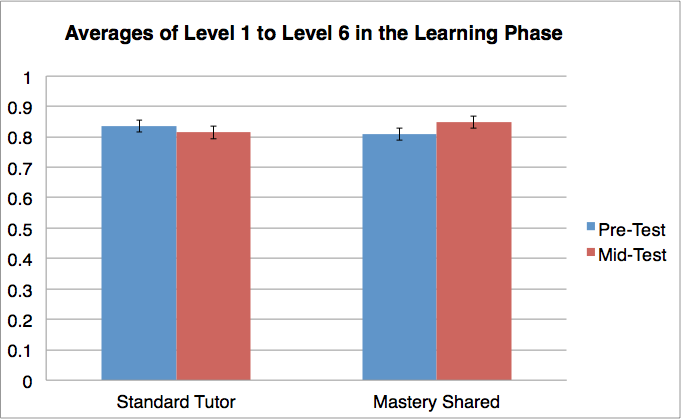 Averages of Level 1 to Level 6 in the Learning Phase
1
0.9
0.8
0.7
0.6
0.5
0.4
0.3
0.2
0.1
0
Standard Tutor
Mastery Shared
Pre-Test
Mid-Test